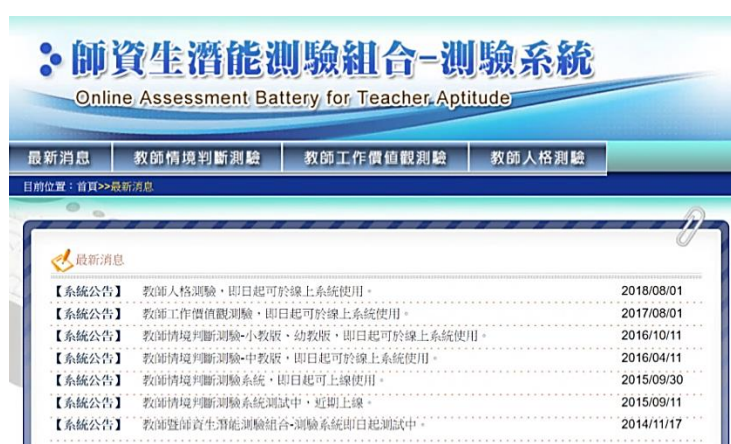 師資生潛能測驗組合-測驗系統
Online Assessment Battery for Teacher Aptitude
最新消息 教師情境判斷測驗 教師工作價值觀測驗 教師人格測驗
目前位置：首頁>>最新消息
最新消息
【系統公告】 教師人格測驗，即日起可於線上系統使用。 2018/08/01
【系統公告】 教師工作價值觀測驗，即日起可於線上系統使用。 2017/08/01
【系統公告】 教師情境判斷測驗-小教版、幼教版，即日起可於線上系統使用。 2016/10/11
【系統公告】 教師情境判斷測驗-中教版，即日起可於線上系統使用。 2016/04/11
【系統公告】 教師情境判斷測驗系統，即日起可上線使用。 2015/09/30
【系統公告】 教師情境判斷測驗系統測試中，近期上線。 2015/09/11
【系統公告】 教師暨師資生潛能測驗組合-測驗系統即日起測試中。 2014/11/17